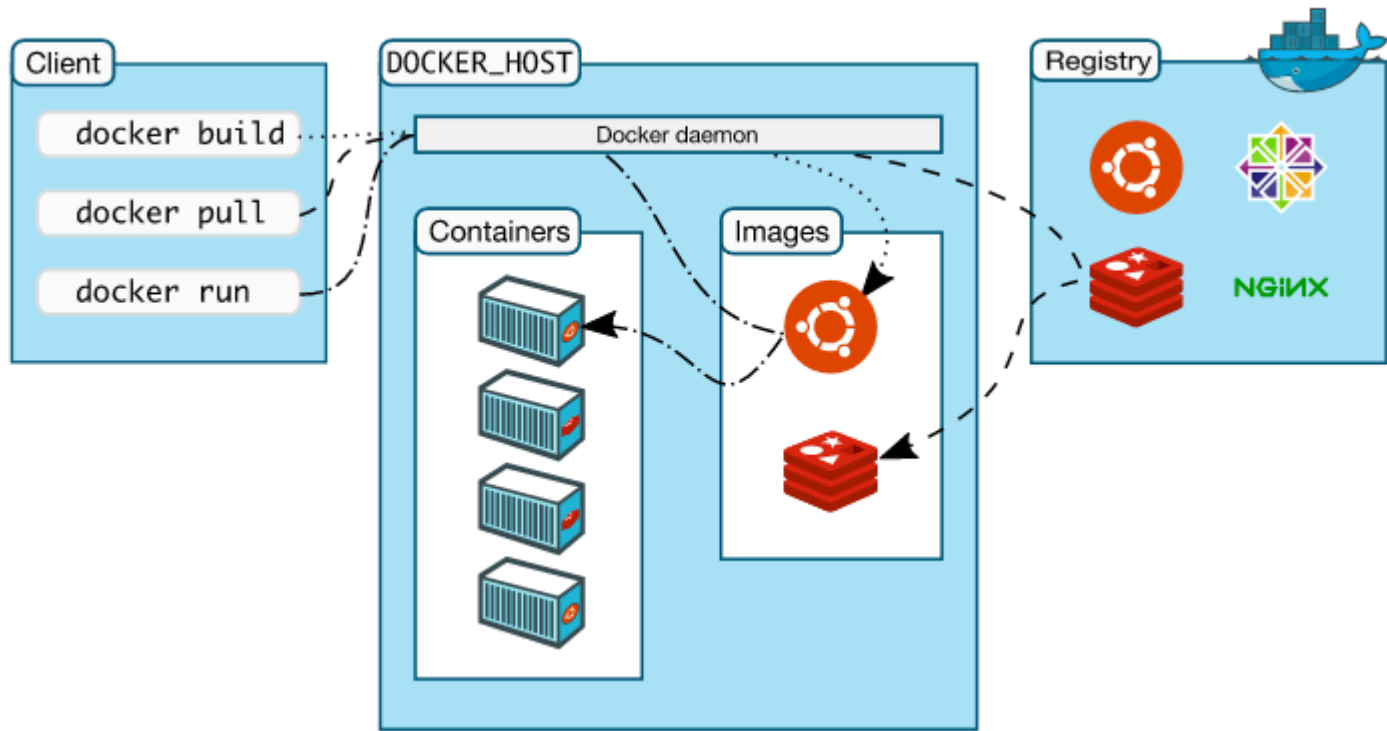 Client
docker build
docker pull
docker run
DOCKER_HOST
Docker daemon
Containers
Images
Registry
NGiNX